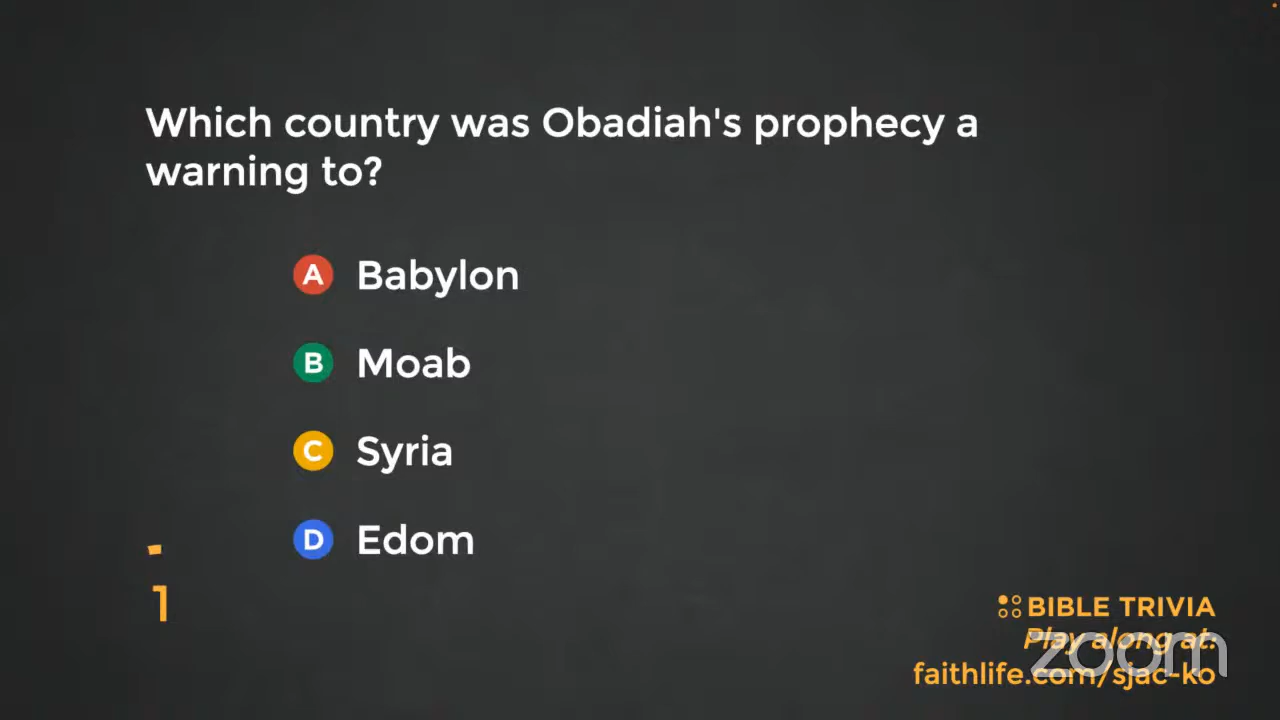 Which country was Obadiah's prophecy a
warning to?
A Babylon
B Moab
C Syria
D Edom
1
BIBLE TRIVIA
Play along at:
zoom
faithlife.com/sjac-ko